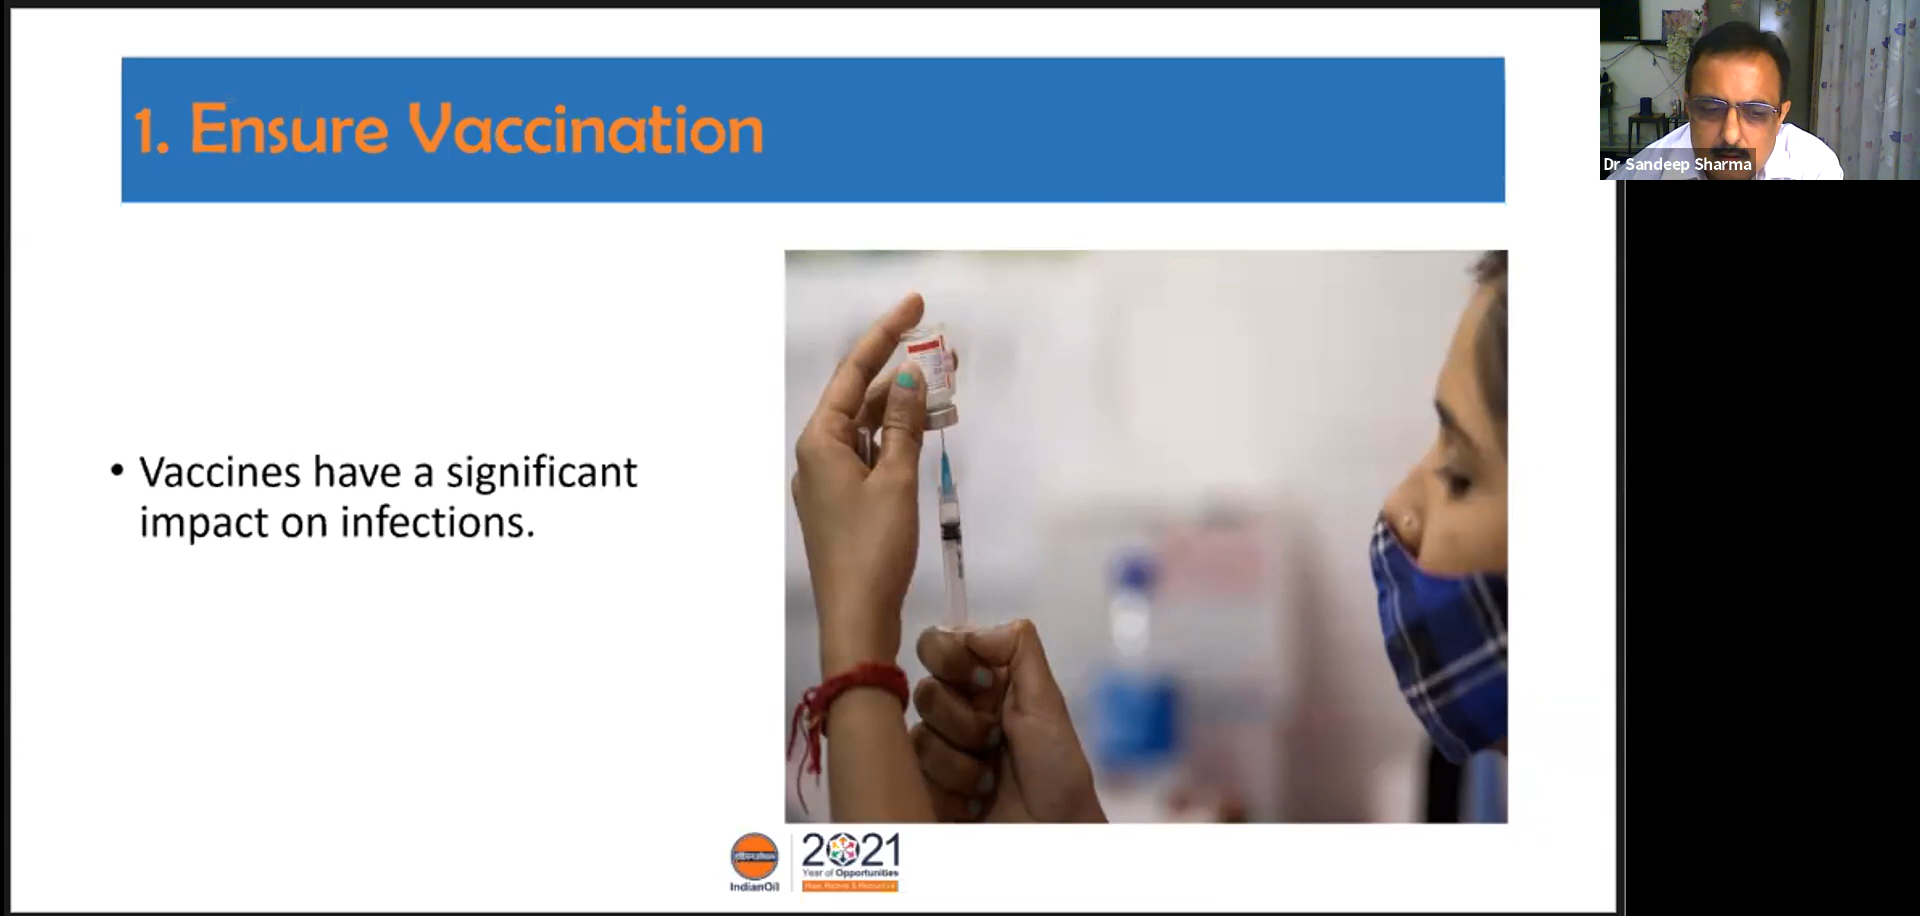 1. Ensure Vaccination
Dr Sandeep Sharma
• Vaccines have a significant
impact on infections.
IndianOil
2021
Year of Opportunities